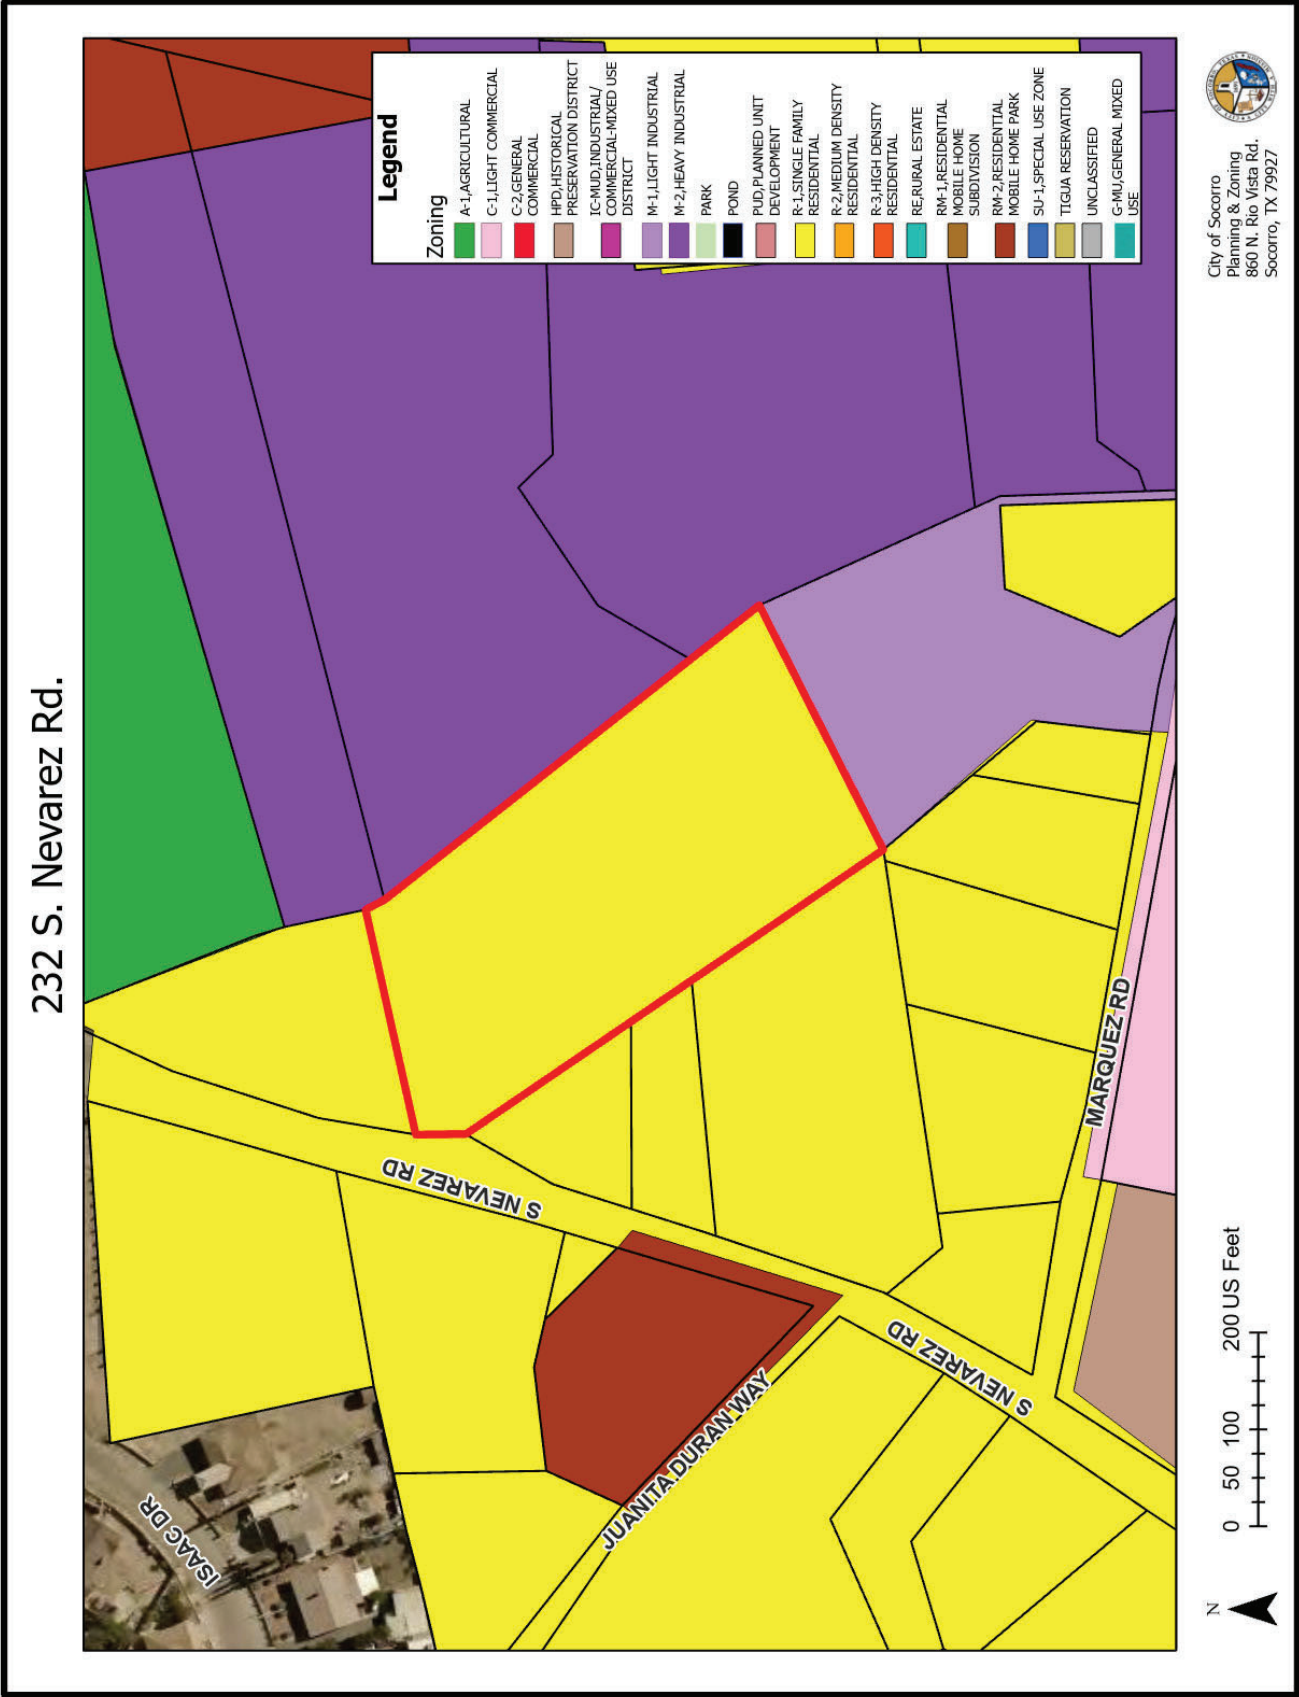 232 S. Nevarez Rd.
Legend
Zoning
A-1,AGRICULTURAL
C-1,LIGHT COMMERCIAL
C-2,GENERAL
COMMERCIAL
HPD,HISTORICAL
PRESERVATION DISTRICT
IC-MUD,INDUSTRIAL/
COMMERCIAL-MIXED USE
DISTRICT
M-1,LIGHT INDUSTRIAL
M-2,HEAVY INDUSTRIAL
PARK
POND
PUD,PLANNED UNIT
DEVELOPMENT
R-1,SINGLE FAMILY
RESIDENTIAL
R-2,MEDIUM DENSITY
RESIDENTIAL
R-3,HIGH DENSITY
RESIDENTIAL
RE,RURAL ESTATE
RM-1,RESIDENTIAL
MOBILE HOME
SUBDIVISION
RM-2,RESIDENTIAL
MOBILE HOME PARK
SU-1,SPECIAL USE ZONE
TIGUA RESERVATION
UNCLASSIFIED
G-MU,GENERAL MIXED
USE
ISAAC DR
S NEVAREZ RD
JUANITA DURAN WAY
S NEVAREZ RD
MARQUEZ RD
N
0 50 100 200 US Feet
City of Socorro
Planning & Zoning
860 N. Rio Vista Rd.
Socorro, TX 79927